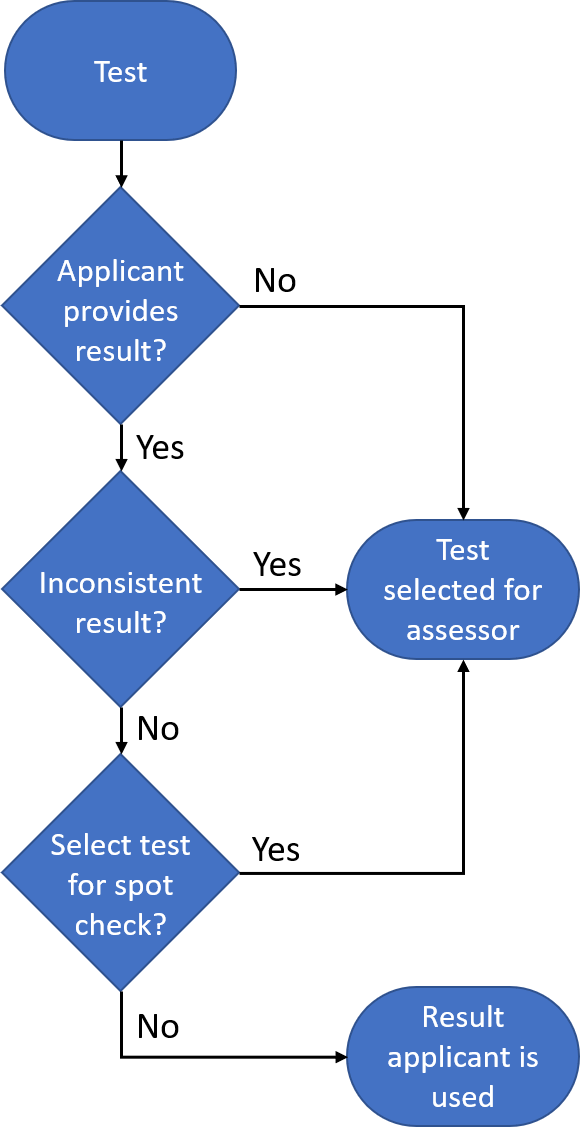 Test
Applicant
provides
result?
No
Yes
Inconsistent
result?
Yes
Test
selected for
assessor
No
Select test
for spot
check?
Yes
No
Result
applicant is
used